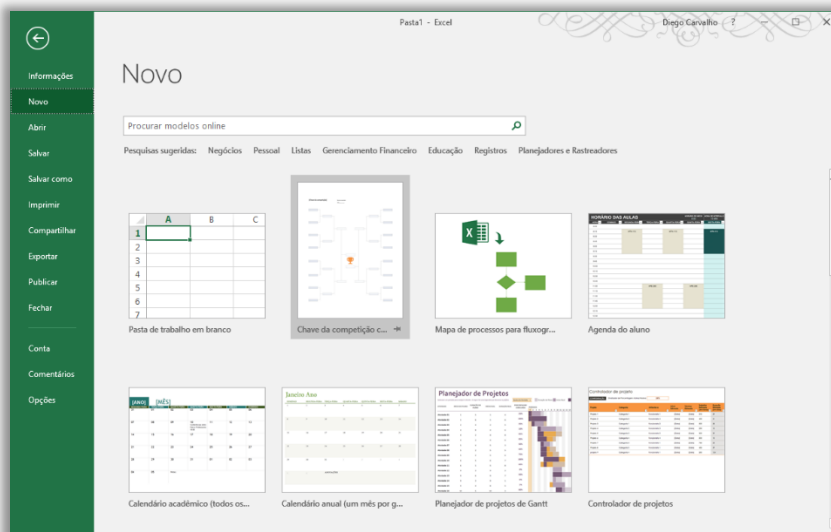 Pasta1 - Excel
Diego Carvalho ?
Informações
Novo
Abrir
Salvar
Salvar como
Imprimir
Compartilhar
Exportar
Publicar
Fechar
Conta
Comentários
Opções
Novo
Procurar modelos online
Pesquisas sugeridas: Negócios Pessoal Listas Gerenciamento Financeiro Educação Registros Planejadores e Rastreadores
A B C
1
2
3
4
5
6
7
HORÁRIO DAS AULAS
Pasta de trabalho em branco
Chave da competição c...
Mapa de processos para fluxogr...
Agenda do aluno
[ANO] [MÊS]
Janeiro Ano
Planejador de Projetos
Controlador de projeto
Calendário acadêmico (todos os...
Calendário anual (um mês por g...
Planejador de projetos de Gantt
Controlador de projetos